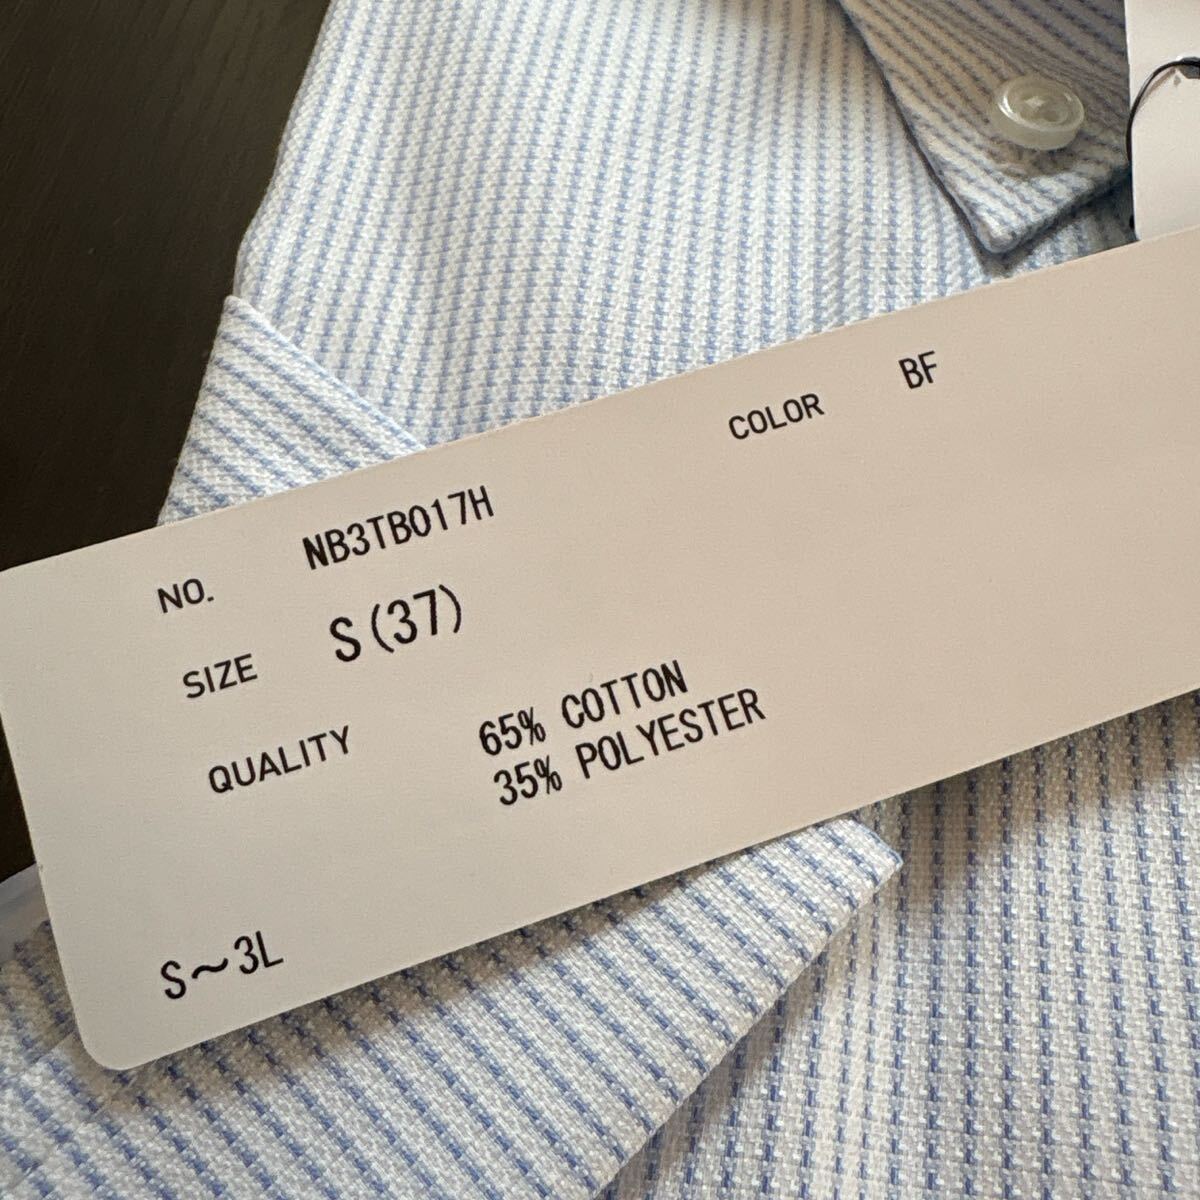 COLOR BF
NO. NB3TB017H
SIZE S(37)
QUALITY 65% COTTON
35% POLYESTER
S～3L